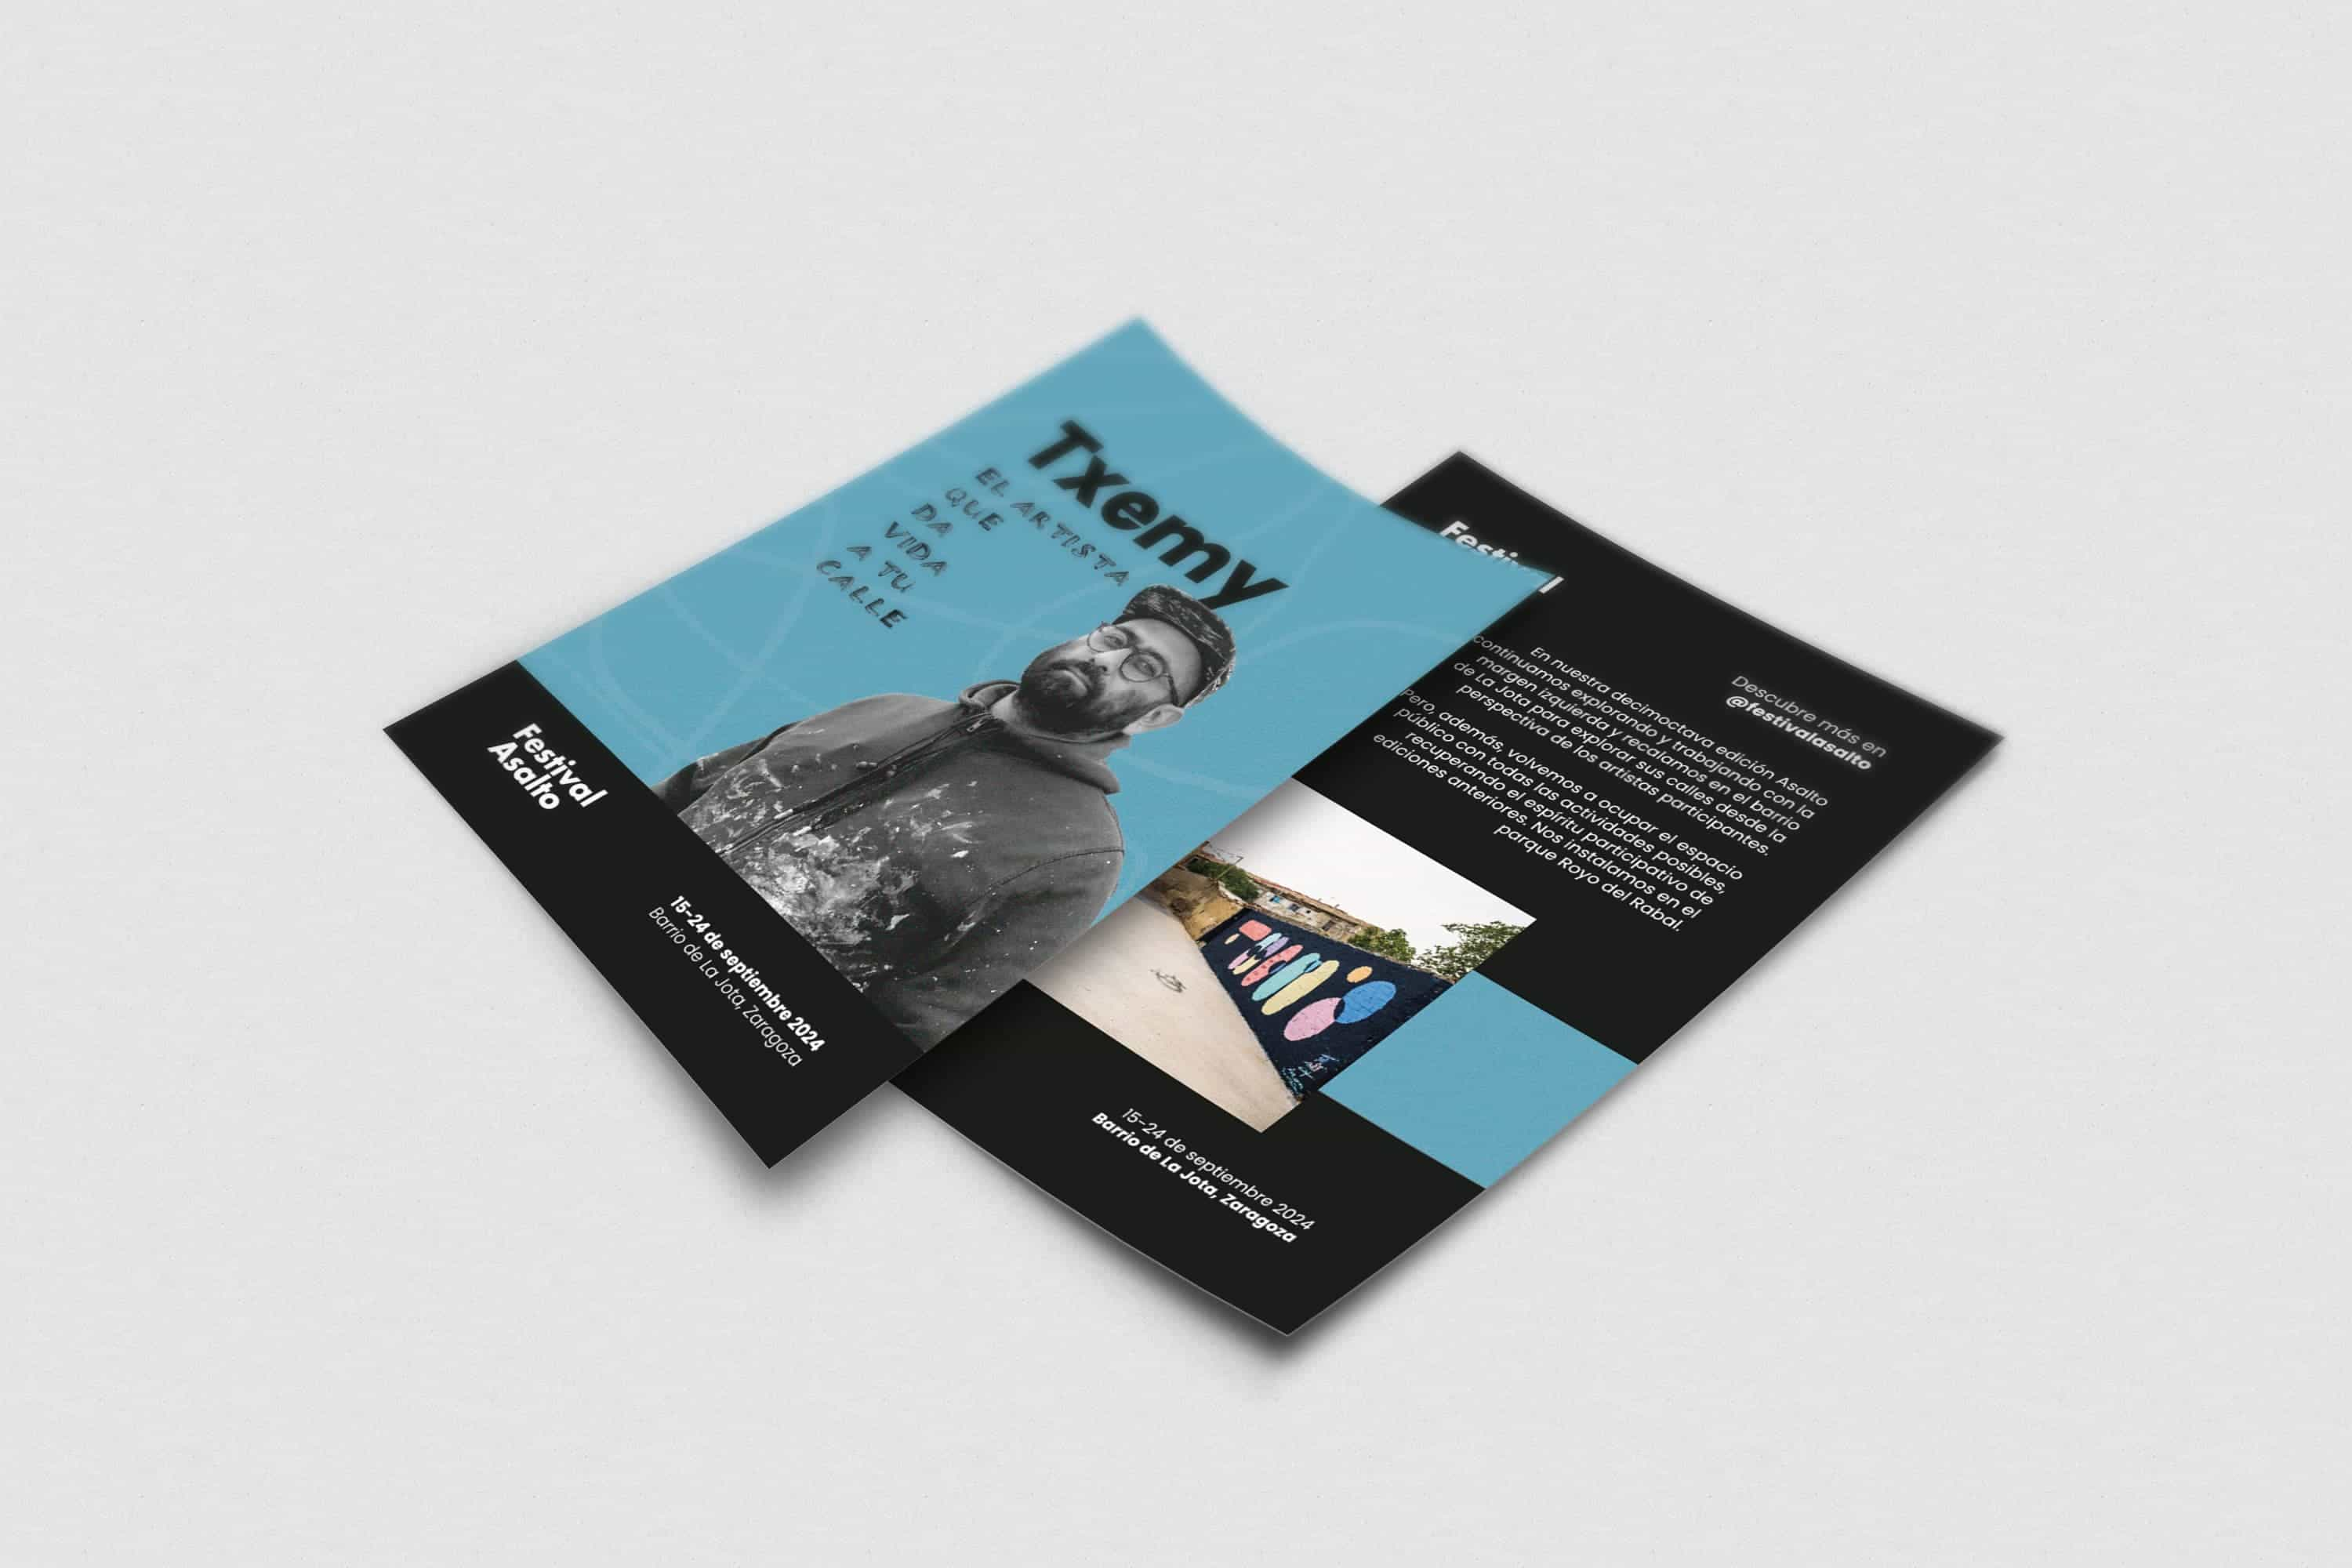 Txemy
EL ARTISTA
QUE
DA
VIDA
A TU
CALLE
Festival
Asalto
15-24 de septiembre 2024
Barrio de La Jota, Zaragoza
Festival
Descubre más en
@festivalasalto
En nuestra decimoctava edición Asalto
continuamos explorando y trabajando con la
margen izquierda y recalamos en el barrio
de La Jota para explorar sus calles desde la
perspectiva de los artistas participantes.
Pero, además, volvemos a ocupar el espacio
público con todas las actividades posibles,
recuperando el espíritu participativo de
ediciones anteriores. Nos instalamos en el
parque Royo del Rabal.
15-24 de septiembre 2024
Barrio de La Jota, Zaragoza